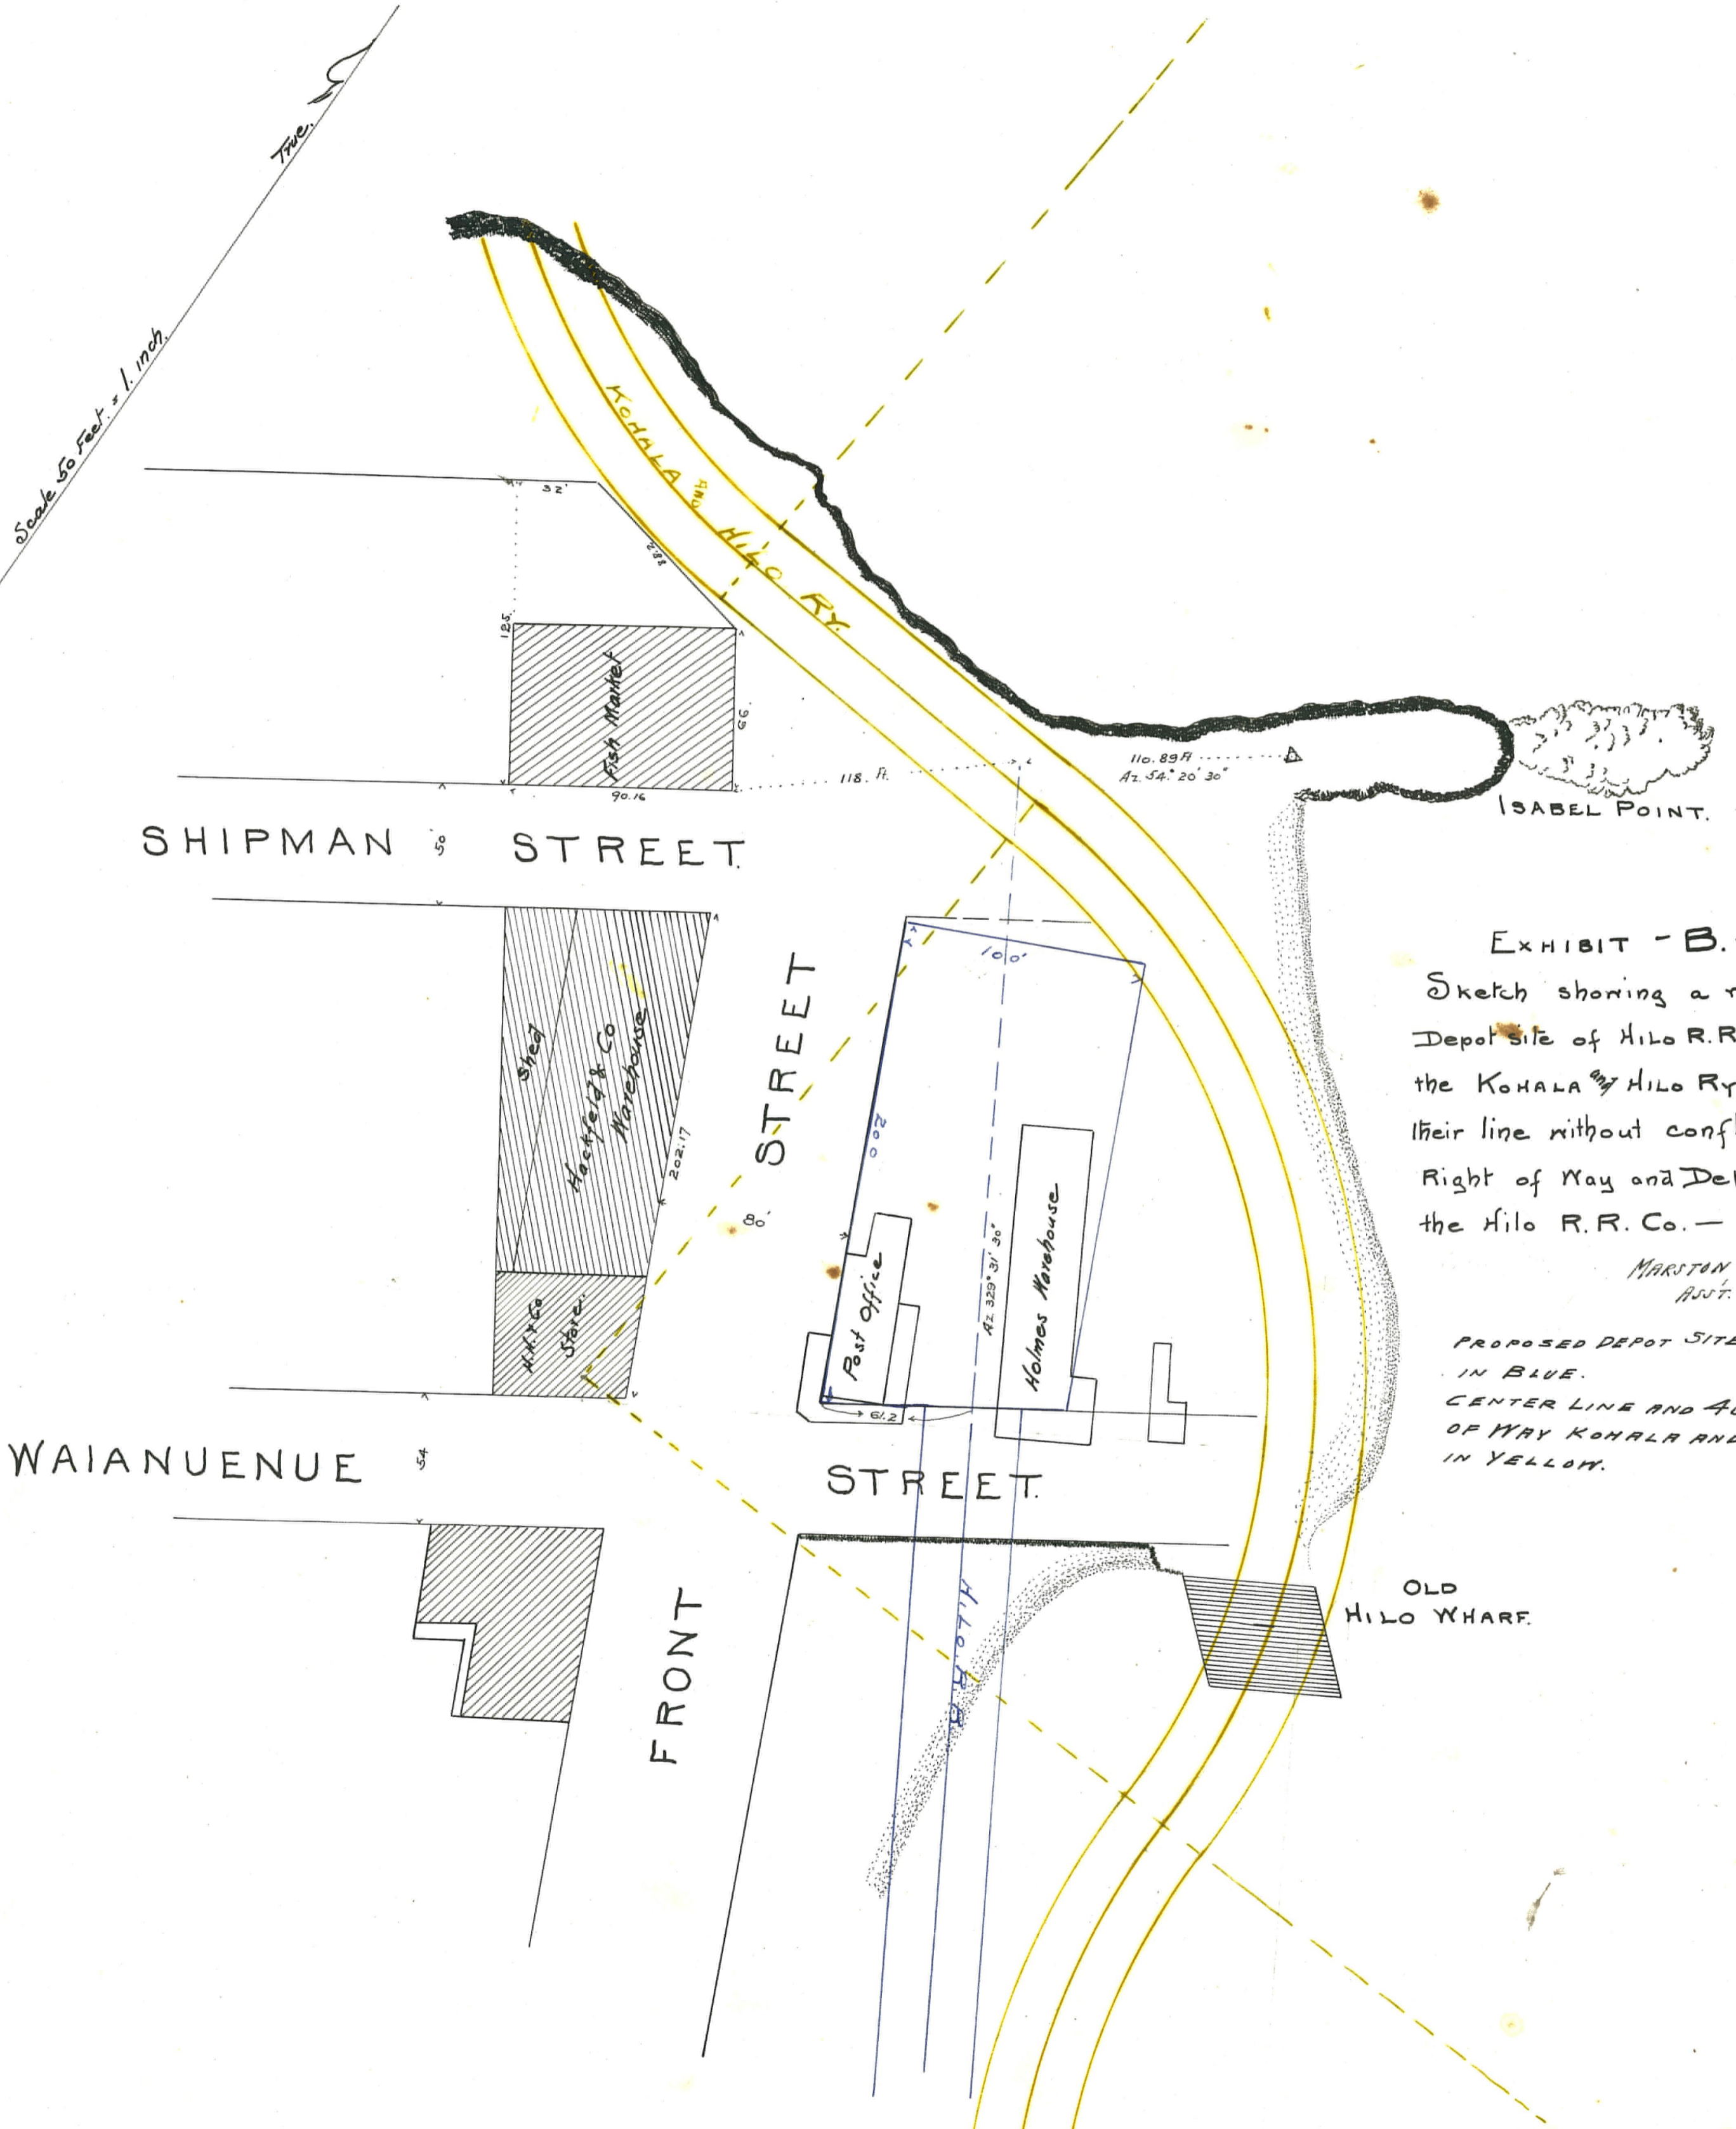 True.
Scale 50 Feet = 1. inch.
KOHALA AND HILO RY.
32'
88.2
125.
Fish Market
66.
90.16
118. Ft.
110.89 Ft
Az. 54° 20' 30"
ISABEL POINT.
SHIPMAN STREET.
50'
EXHIBIT - B.
Sketch showing a
Depot site of HILO R.R
the KOHALA and HILO RY
their line without
Right of Way and
the Hilo R.R. Co. —
MARSTON
ASST.
PROPOSED DEPOT SITE
IN BLUE.
CENTER LINE AND
OF WAY KOHALA AND
IN YELLOW.
100'
Shed
Hackfeld & Co
Warehouse
202.17
STREET
80'
200
Post Office
Az 329° 31' 30"
Holmes Warehouse
H.H. & Co
Store.
61.2
WAIANUENUE STREET.
54
FRONT
HILO R.R
OLD
HILO WHARF.